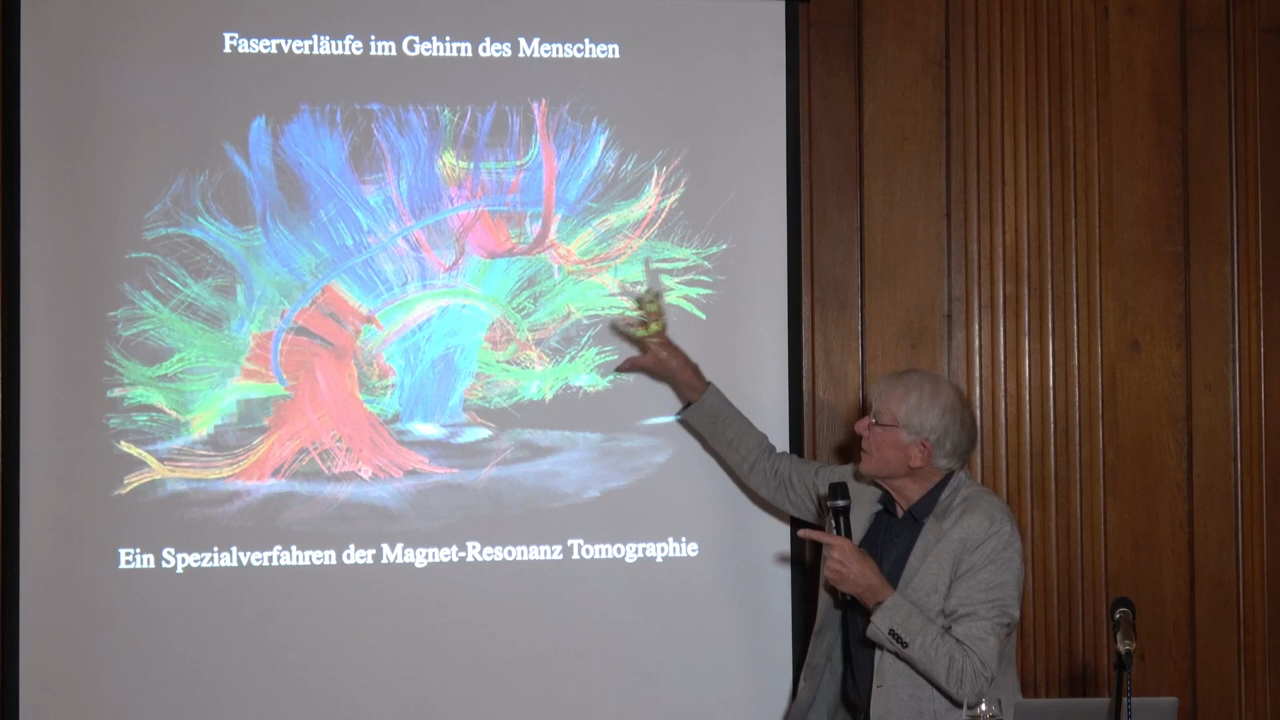 Faserverläufe im Gehirn des Menschen
Ein Spezialverfahren der Magnet-Resonanz Tomographie